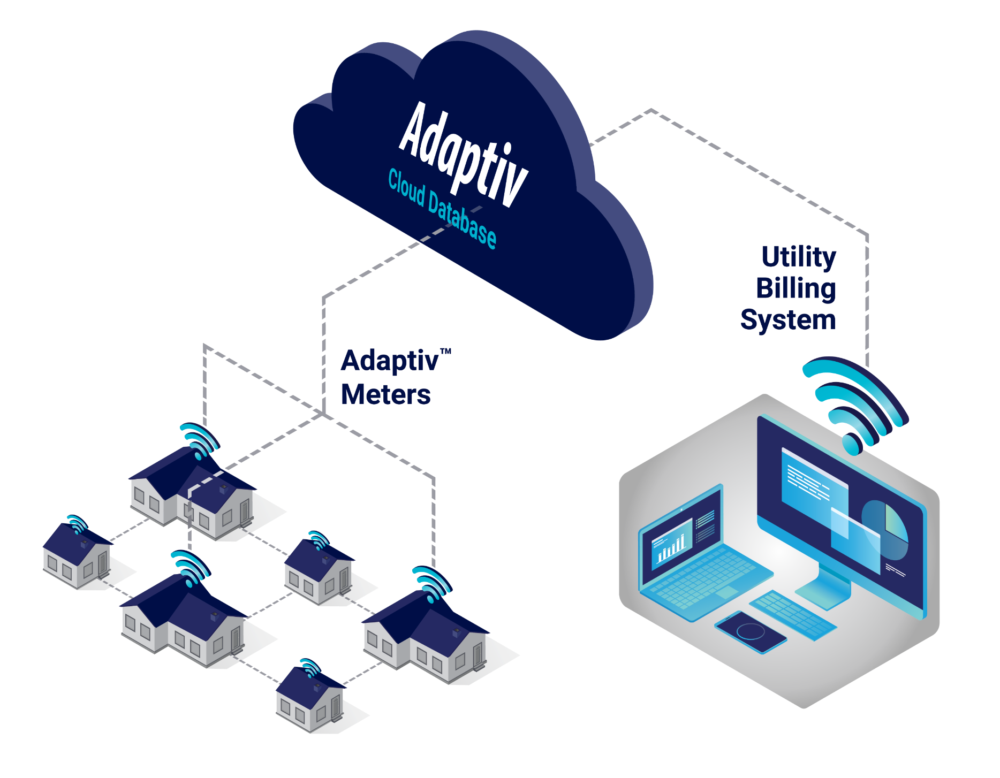 Adaptiv
Cloud Database
Utility
Billing
System
Adaptiv™
Meters